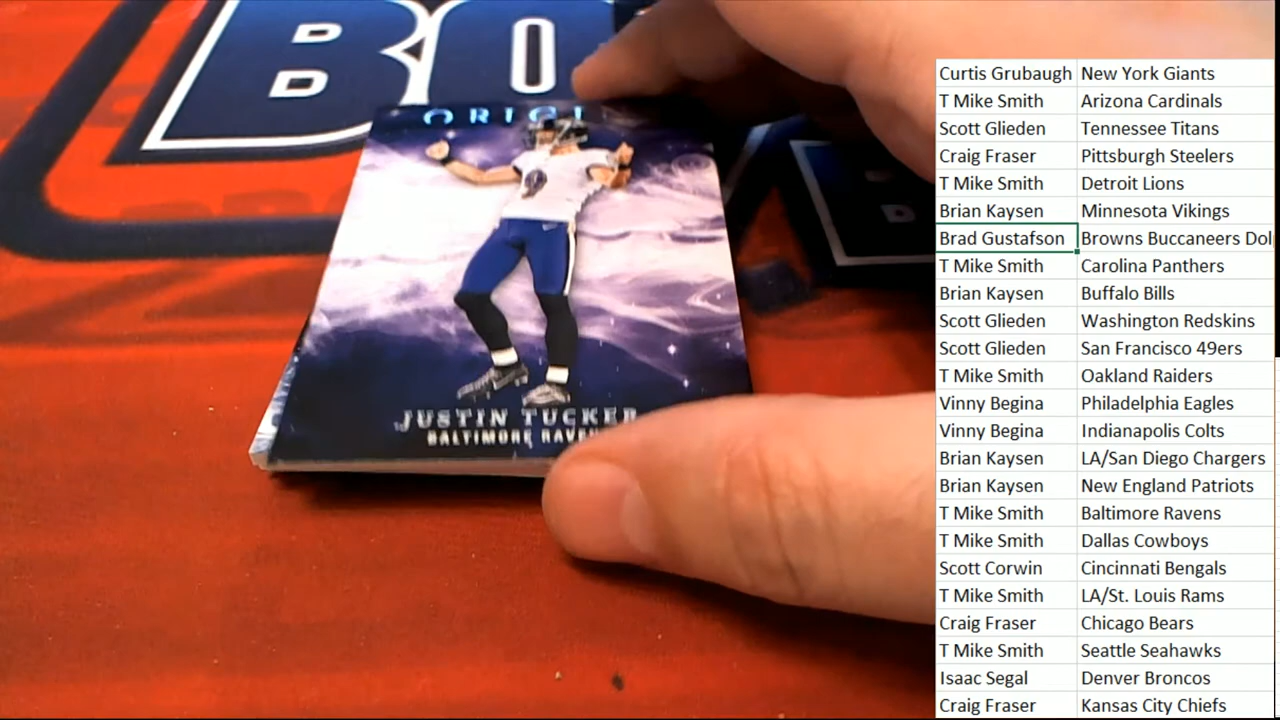 BO
ORIGI
JUSTIN TUCKER
BALTIMORE RAVE
Curtis Grubaugh New York Giants
T Mike Smith Arizona Cardinals
Scott Glieden Tennessee Titans
Craig Fraser Pittsburgh Steelers
T Mike Smith Detroit Lions
Brian Kaysen Minnesota Vikings
Brad Gustafson Browns Buccaneers Dol
T Mike Smith Carolina Panthers
Brian Kaysen Buffalo Bills
Scott Glieden Washington Redskins
Scott Glieden San Francisco 49ers
T Mike Smith Oakland Raiders
Vinny Begina Philadelphia Eagles
Vinny Begina Indianapolis Colts
Brian Kaysen LA/San Diego Chargers
Brian Kaysen New England Patriots
T Mike Smith Baltimore Ravens
T Mike Smith Dallas Cowboys
Scott Corwin Cincinnati Bengals
T Mike Smith LA/St. Louis Rams
Craig Fraser Chicago Bears
T Mike Smith Seattle Seahawks
Isaac Segal Denver Broncos
Craig Fraser Kansas City Chiefs